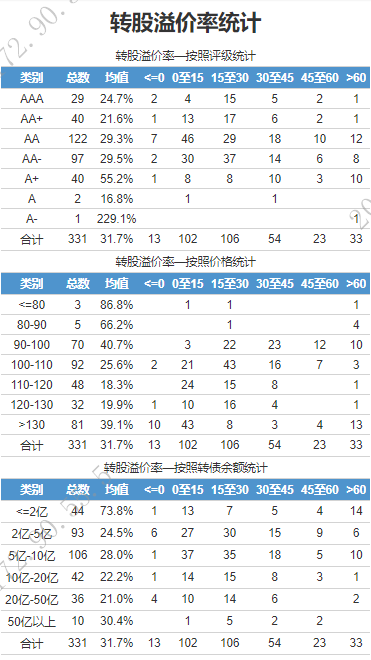 转股溢价率统计
转股溢价率—按照评级统计
类别 总数 均值 <=0 0至15 15至30 30至45 45至60 >60
AAA 29 24.7% 2 4 15 5 2 1
AA+ 40 21.6% 1 13 17 6 2 1
AA 122 29.3% 7 46 29 18 10 12
AA- 97 29.5% 2 30 37 14 6 8
A+ 40 55.2% 1 8 8 10 3 10
A 2 16.8% 1 1
A- 1 229.1% 1
合计 331 31.7% 13 102 106 54 23 33
转股溢价率—按照价格统计
类别 总数 均值 <=0 0至15 15至30 30至45 45至60 >60
<=80 3 86.8% 1 1 1
80-90 5 66.2% 1 4
90-100 70 40.7% 3 22 23 12 10
100-110 92 25.6% 2 21 43 16 7 3
110-120 48 18.3% 24 15 8 1
120-130 32 19.9% 1 10 16 4 1
>130 81 39.1% 10 43 8 3 4 13
合计 331 31.7% 13 102 106 54 23 33
转股溢价率—按照转债余额统计
类别 总数 均值 <=0 0至15 15至30 30至45 45至60 >60
<=2亿 44 73.8% 1 13 7 5 4 14
2亿-5亿 93 24.5% 6 27 30 15 9 6
5亿-10亿 106 28.0% 1 37 35 18 5 10
10亿-20亿 42 22.2% 1 14 15 8 3 1
20亿-50亿 36 21.0% 4 10 14 6 2
50亿以上 10 30.4% 1 5 2 2
合计 331 31.7% 13 102 106 54 23 33